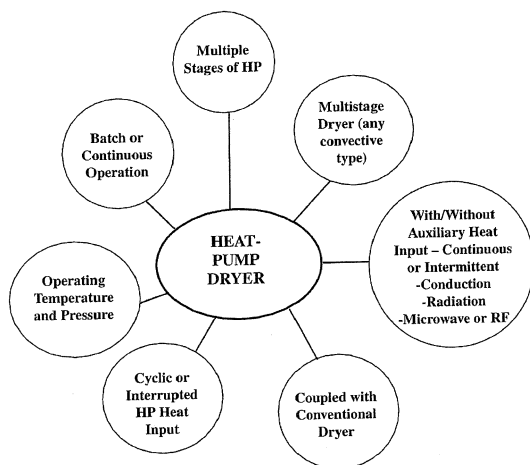 Multiple
Stages of HP
Multistage
Dryer (any
convective
type)
Batch or
Continuous
Operation
With/Without
Auxiliary Heat
Input – Continuous
or Intermittent
-Conduction
-Radiation
-Microwave or RF
HEAT-
PUMP
DRYER
Operating
Temperature
and Pressure
Cyclic or
Interrupted
HP Heat
Input
Coupled with
Conventional
Dryer